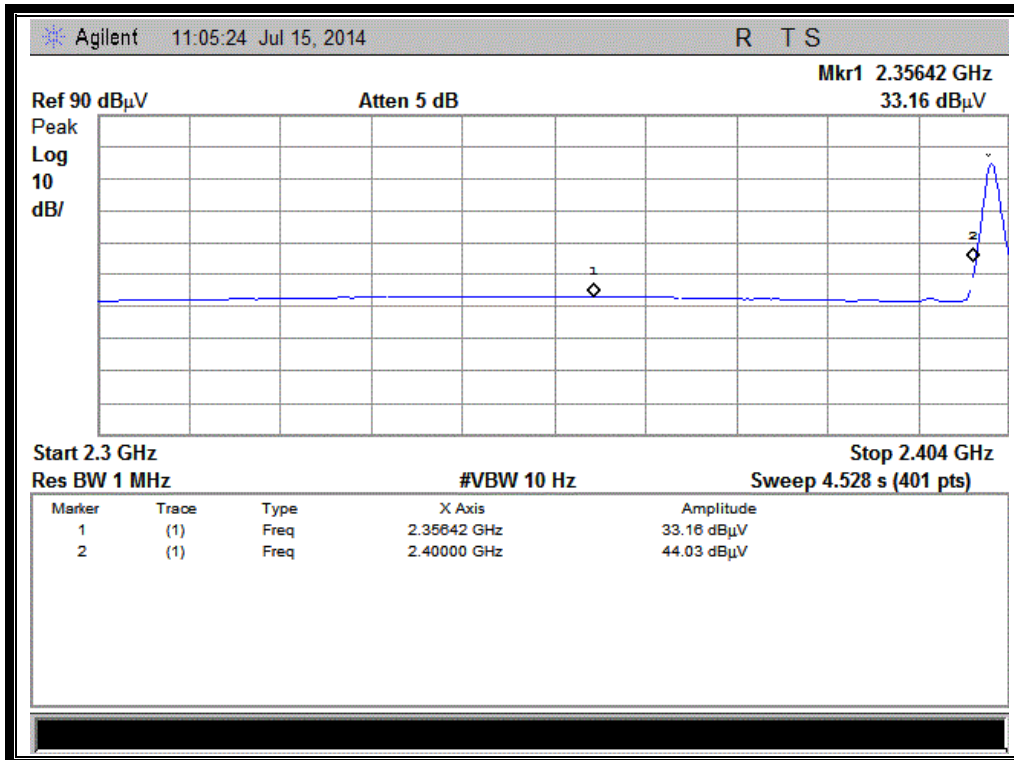 Agilent 11:05:24 Jul 15, 2014 R T S
Mkr1 2.35642 GHz
Ref 90 dBµV Atten 5 dB 33.16 dBµV
Peak
Log
10
dB/
1
2
Start 2.3 GHz Stop 2.404 GHz
Res BW 1 MHz #VBW 10 Hz Sweep 4.528 s (401 pts)
Marker Trace Type X Axis Amplitude
1 (1) Freq 2.35642 GHz 33.16 dBµV
2 (1) Freq 2.40000 GHz 44.03 dBµV